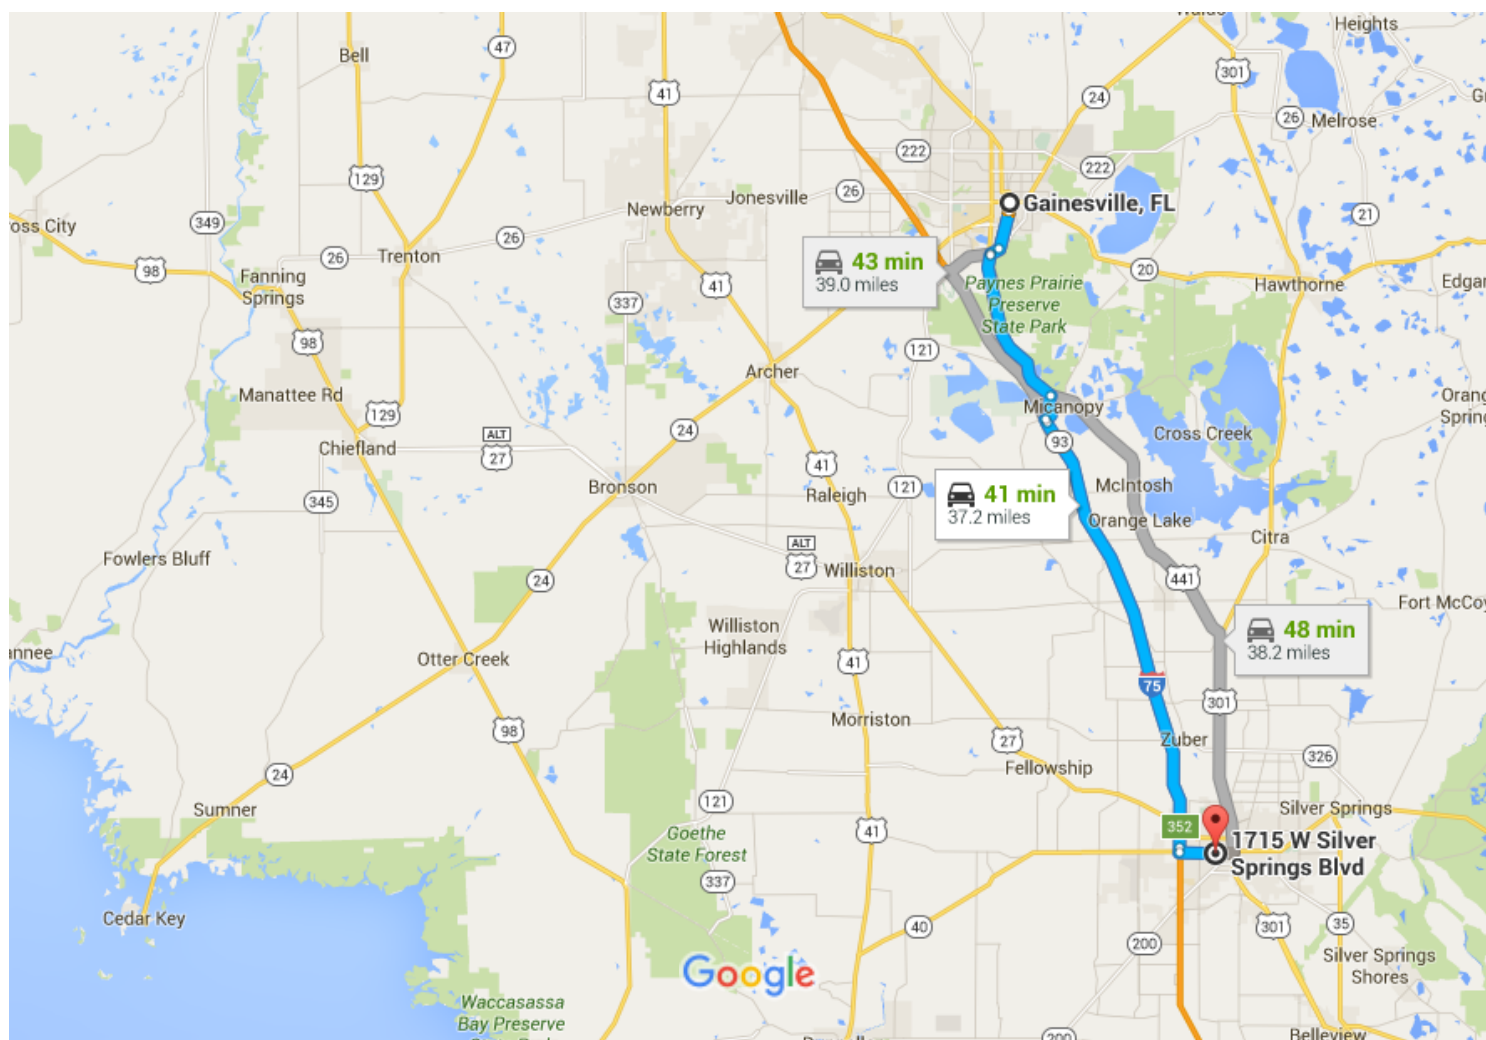 Heights
Bell
47
41
301
24
26
Melrose
222
222
129
Jonesville
26
Gainesville, FL
Newberry
349
21
oss City
26
Trenton
98
26
Fanning
Springs
43 min
39.0 miles
20
Hawthorne
Edgar
41
Paynes Prairie
Preserve
State Park
337
98
121
Archer
Manattee Rd
129
Micanopy
Orang
Spring
24
Cross Creek
ALT
27
Chiefland
93
41
McIntosh
Raleigh
121
Bronson
345
41 min
37.2 miles
Orange Lake
Citra
ALT
27
Fowlers Bluff
Williston
24
441
Fort McCoy
Williston
Highlands
48 min
38.2 miles
annee
Otter Creek
41
75
301
Morriston
98
Zuber
27
326
Fellowship
24
Sumner
121
Silver Springs
352
41
Goethe
State Forest
1715 W Silver
Springs Blvd
337
Cedar Key
40
301
35
200
Silver Springs
Shores
Google
Waccasassa
Bay Preserve
200
Belleview